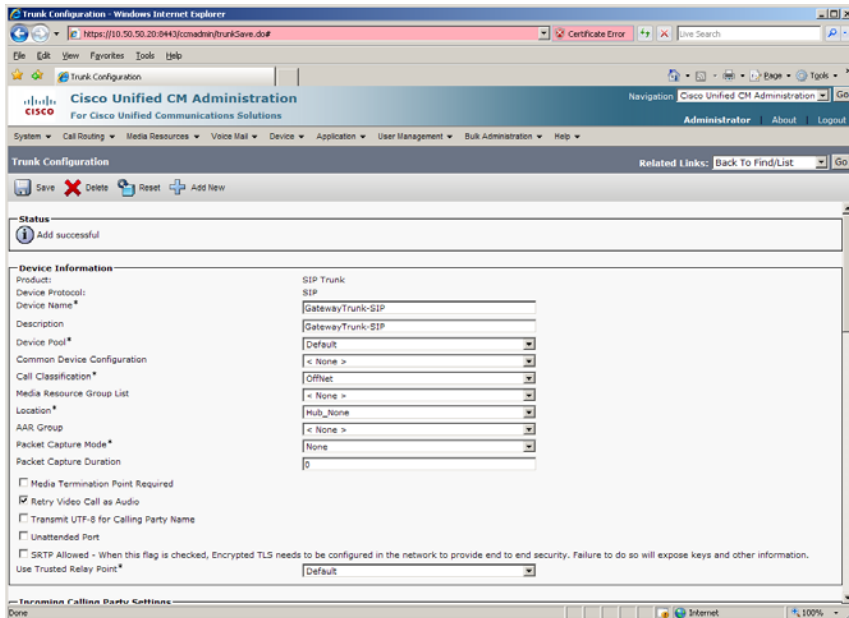 Trunk Configuration - Windows Internet Explorer
https://10.50.50.20:8443/ccmadmin/trunkSave.do#
Certificate Error
Live Search
File Edit View Favorites Tools Help
Trunk Configuration
Page Tools
CISCO
Cisco Unified CM Administration
For Cisco Unified Communications Solutions
Navigation Cisco Unified CM Administration Go
Administrator | About | Logout
System Call Routing Media Resources Voice Mail Device Application User Management Bulk Administration Help
Trunk Configuration
Related Links: Back To Find/List Go
Save Delete Reset Add New
Status
Add successful
Device Information
Product: SIP Trunk
Device Protocol: SIP
Device Name* GatewayTrunk-SIP
Description GatewayTrunk-SIP
Device Pool* Default
Common Device Configuration < None >
Call Classification* OffNet
Media Resource Group List < None >
Location* Hub_None
AAR Group < None >
Packet Capture Mode* None
Packet Capture Duration 0
Media Termination Point Required
Retry Video Call as Audio
Transmit UTF-8 for Calling Party Name
Unattended Port
SRTP Allowed - When this flag is checked, Encrypted TLS needs to be configured in the network to provide end to end security. Failure to do so will expose keys and other information.
Use Trusted Relay Point* Default
Incoming Calling Party Settings
Done
Internet
100%